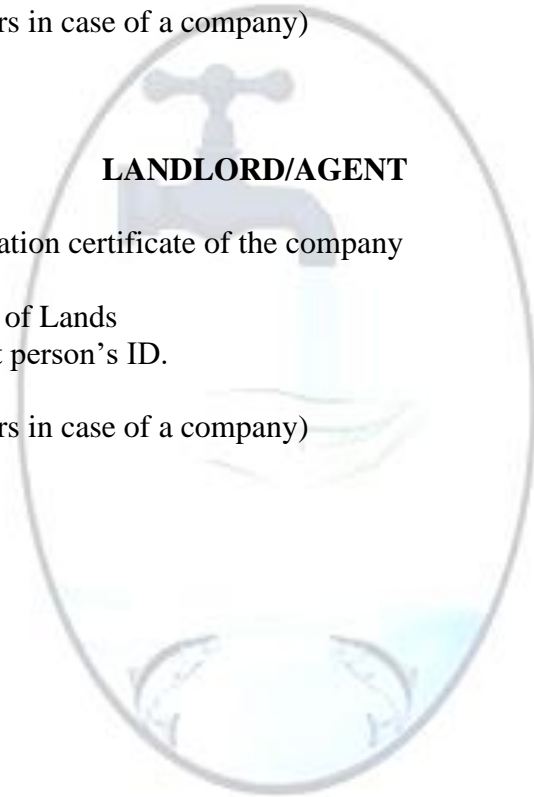 rs in case of a company)
LANDLORD/AGENT
ation certificate of the company
of Lands
t person’s ID.
rs in case of a company)